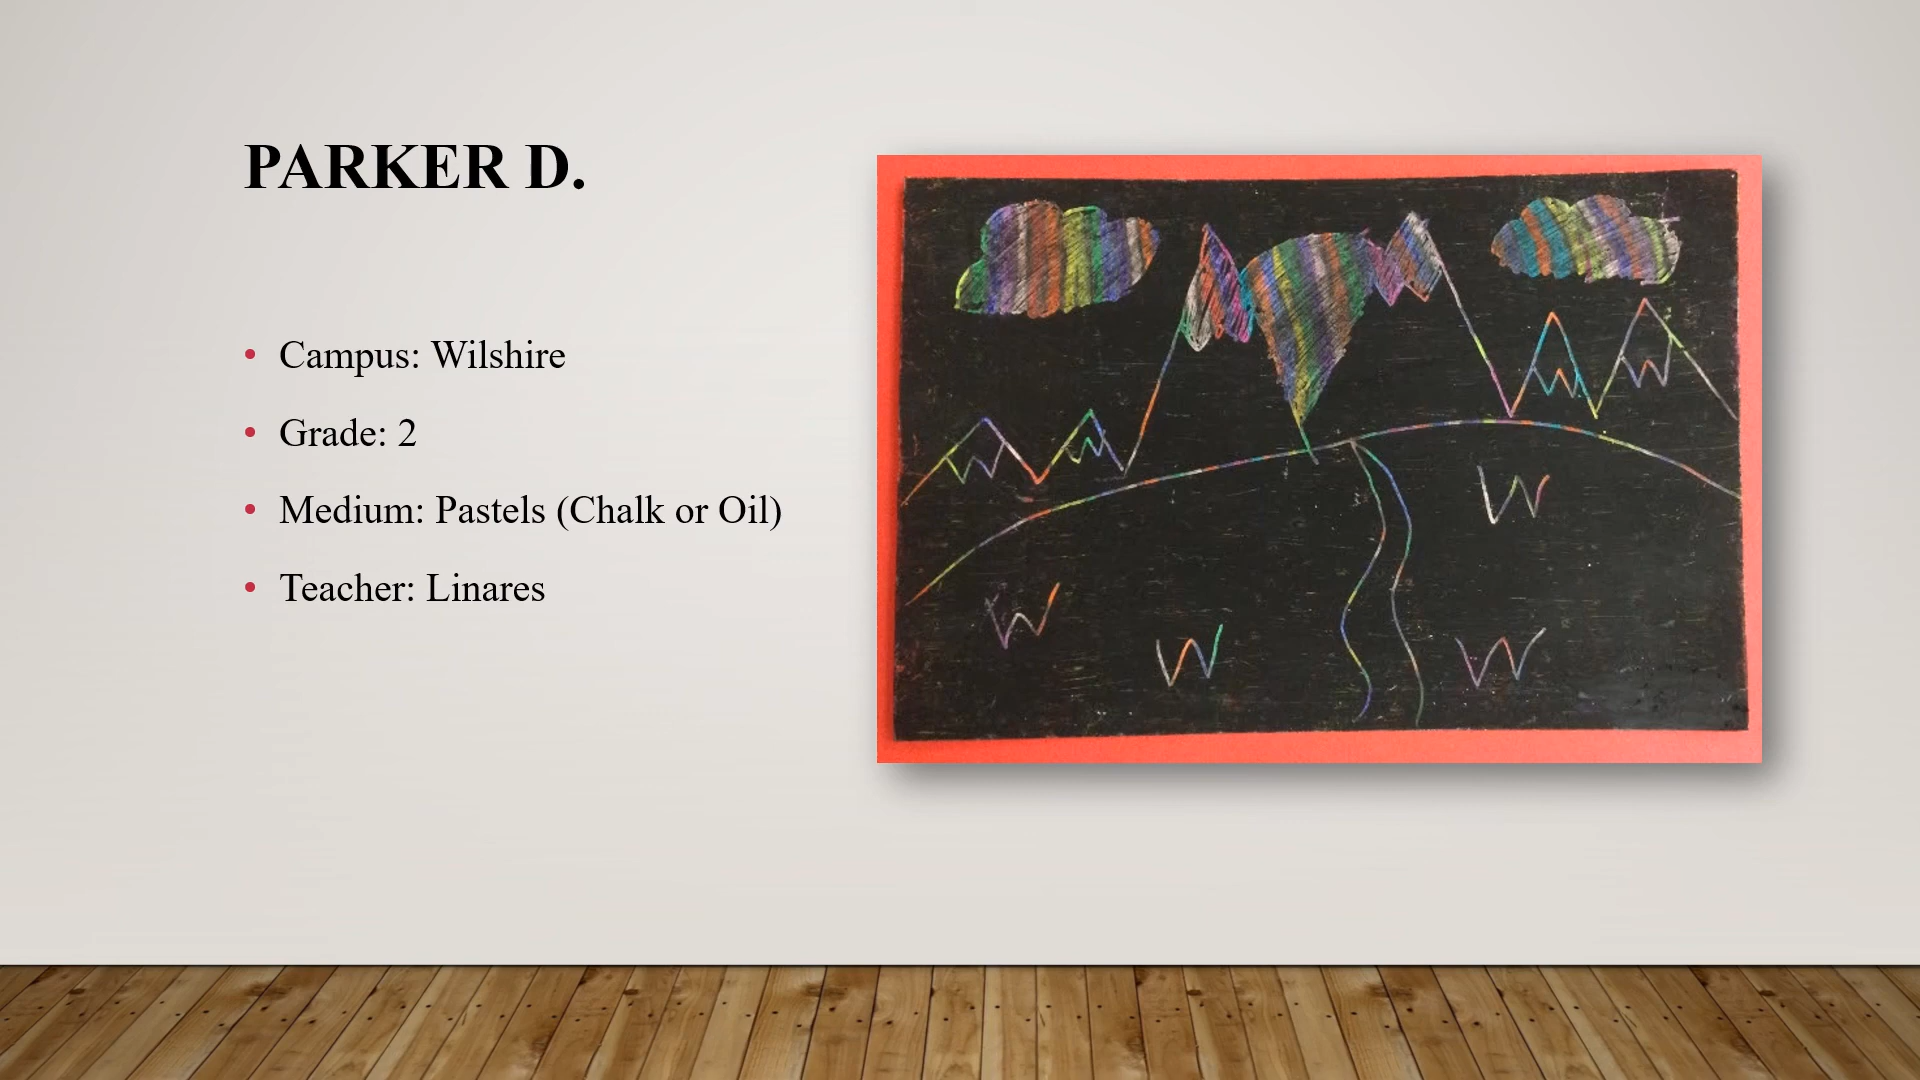 PARKER D.
Campus: Wilshire
Grade: 2
Medium: Pastels (Chalk or Oil)
Teacher: Linares